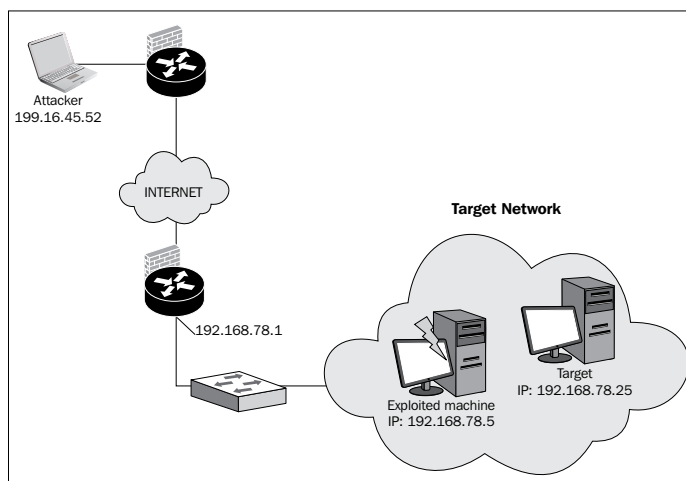 Attacker
199.16.45.52
INTERNET
Target Network
192.168.78.1
Target
IP: 192.168.78.25
Exploited machine
IP: 192.168.78.5